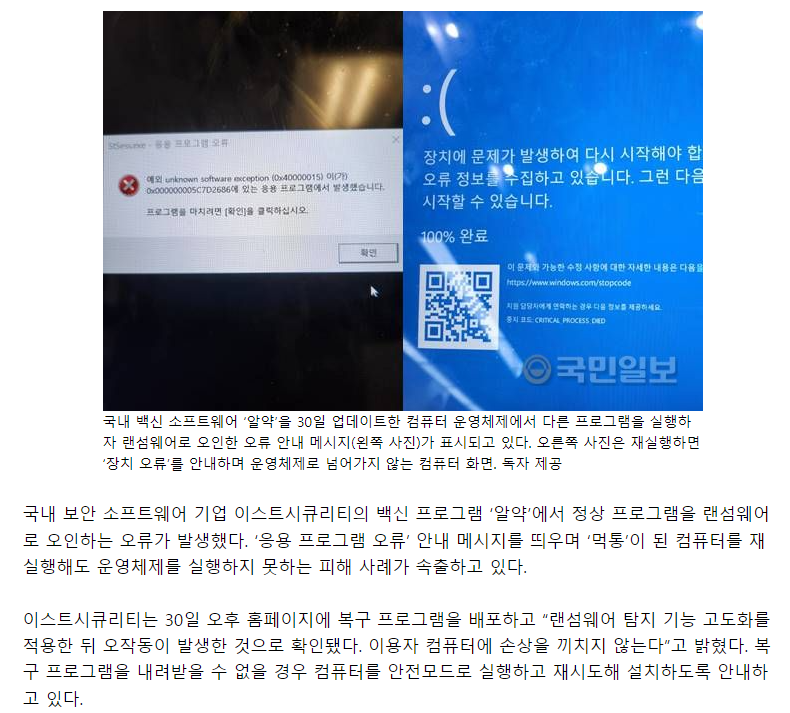 StSess.exe - 응용 프로그램 오류
예외 unknown software exception (0x40000015) 이(가)
0x000000005C7D2686에 있는 응용 프로그램에서 발생했습니다.
프로그램을 마치려면 [확인]을 클릭하십시오.
확인
:(
장치에 문제가 발생하여 다시 시작해야 합
오류 정보를 수집하고 있습니다. 그런 다음
시작할 수 있습니다.
100% 완료
이 문제와 가능한 수정 사항에 대한 자세한 내용은 다음을
https://www.windows.com/stopcode
지원 담당자에게 연락하는 경우 다음 정보를 제공하세요.
중지 코드: CRITICAL_PROCESS_DIED
국민일보
국내 백신 소프트웨어 ‘알약’을 30일 업데이트한 컴퓨터 운영체제에서 다른 프로그램을 실행하
자 랜섬웨어로 오인한 오류 안내 메시지(왼쪽 사진)가 표시되고 있다. 오른쪽 사진은 재실행하면
‘장치 오류’를 안내하며 운영체제로 넘어가지 않는 컴퓨터 화면. 독자 제공
국내 보안 소프트웨어 기업 이스트시큐리티의 백신 프로그램 ‘알약’에서 정상 프로그램을 랜섬웨어
로 오인하는 오류가 발생했다. ‘응용 프로그램 오류’ 안내 메시지를 띄우며 ‘먹통’이 된 컴퓨터를 재
실행해도 운영체제를 실행하지 못하는 피해 사례가 속출하고 있다.
이스트시큐리티는 30일 오후 홈페이지에 복구 프로그램을 배포하고 “랜섬웨어 탐지 기능 고도화를
적용한 뒤 오작동이 발생한 것으로 확인됐다. 이용자 컴퓨터에 손상을 끼치지 않는다”고 밝혔다. 복
구 프로그램을 내려받을 수 없을 경우 컴퓨터를 안전모드로 실행하고 재시도해 설치하도록 안내하
고 있다.